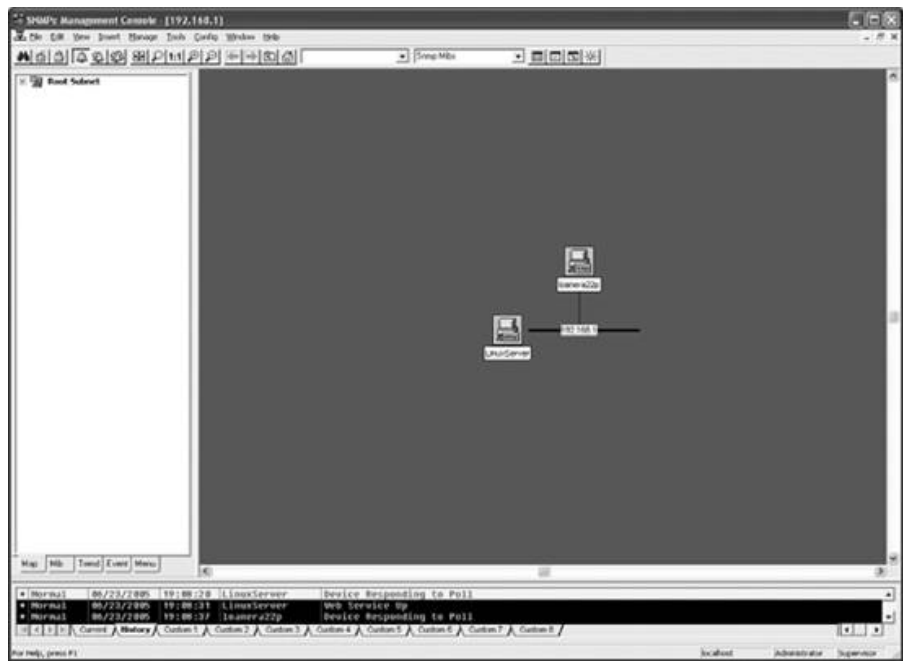 SNMPc Management Console - [192.168.1]
File Edit View Insert Manage Tools Config Window Help
1:1
Snmp Mibs
Root Subnet
192.168.1
LinuxServer
Map Mib Trend Event Menu
Normal 06/23/2005 19:08:28 LinuxServer Device Responding to Poll
Normal 06/23/2005 19:08:31 LinuxServer Web Service Up
Normal 06/23/2005 19:08:37 Device Responding to Poll
Current History Custom 1 Custom 2 Custom 3 Custom 4 Custom 5 Custom 6 Custom 7 Custom 8
For Help, press F1
localhost Administrator Supervisor